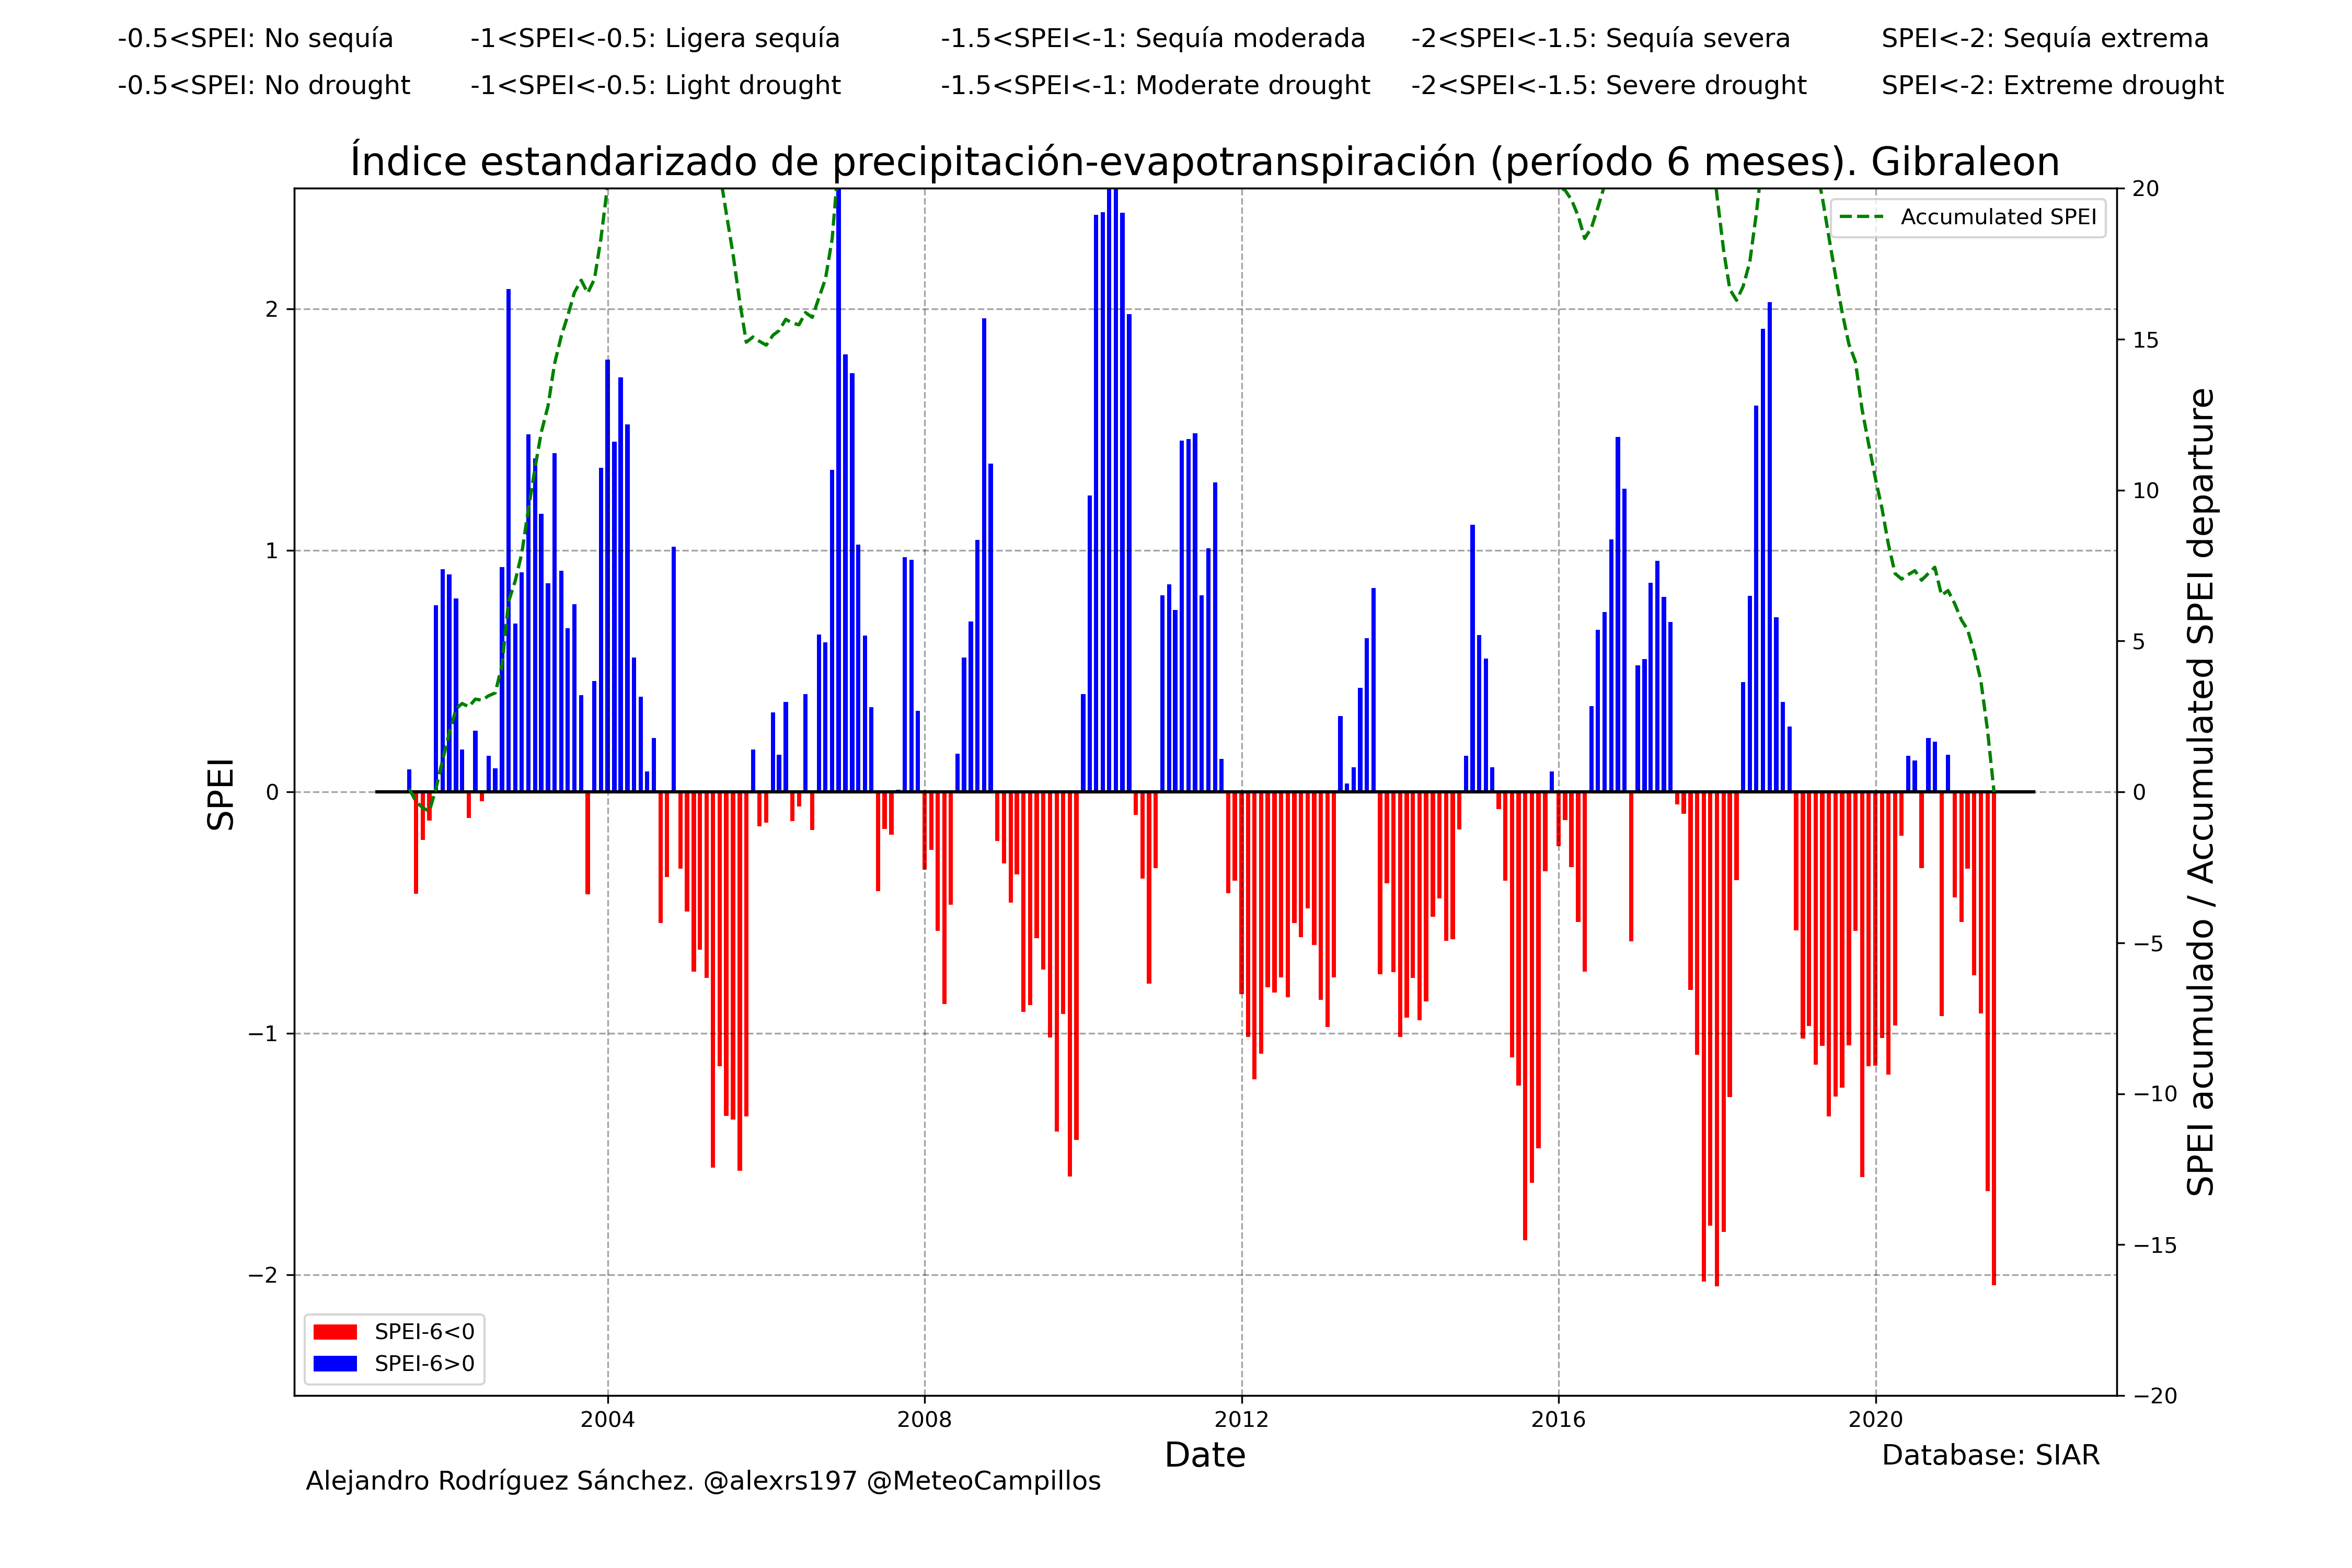 -0.5<SPEI: No sequía
-1<SPEI<-0.5: Ligera sequía
-1.5<SPEI<-1: Sequía moderada
-2<SPEI<-1.5: Sequía severa
SPEI<-2: Sequía extrema
-0.5<SPEI: No drought
-1<SPEI<-0.5: Light drought
-1.5<SPEI<-1: Moderate drought
-2<SPEI<-1.5: Severe drought
SPEI<-2: Extreme drought
Índice estandarizado de precipitación-evapotranspiración (período 6 meses). Gibraleon
Accumulated SPEI
SPEI
2
1
0
−1
−2
20
15
10
5
0
−5
−10
−15
−20
SPEI acumulado / Accumulated SPEI departure
SPEI-6<0
SPEI-6>0
2004
2008
2012
2016
2020
Date
Database: SIAR
Alejandro Rodríguez Sánchez. @alexrs197 @MeteoCampillos